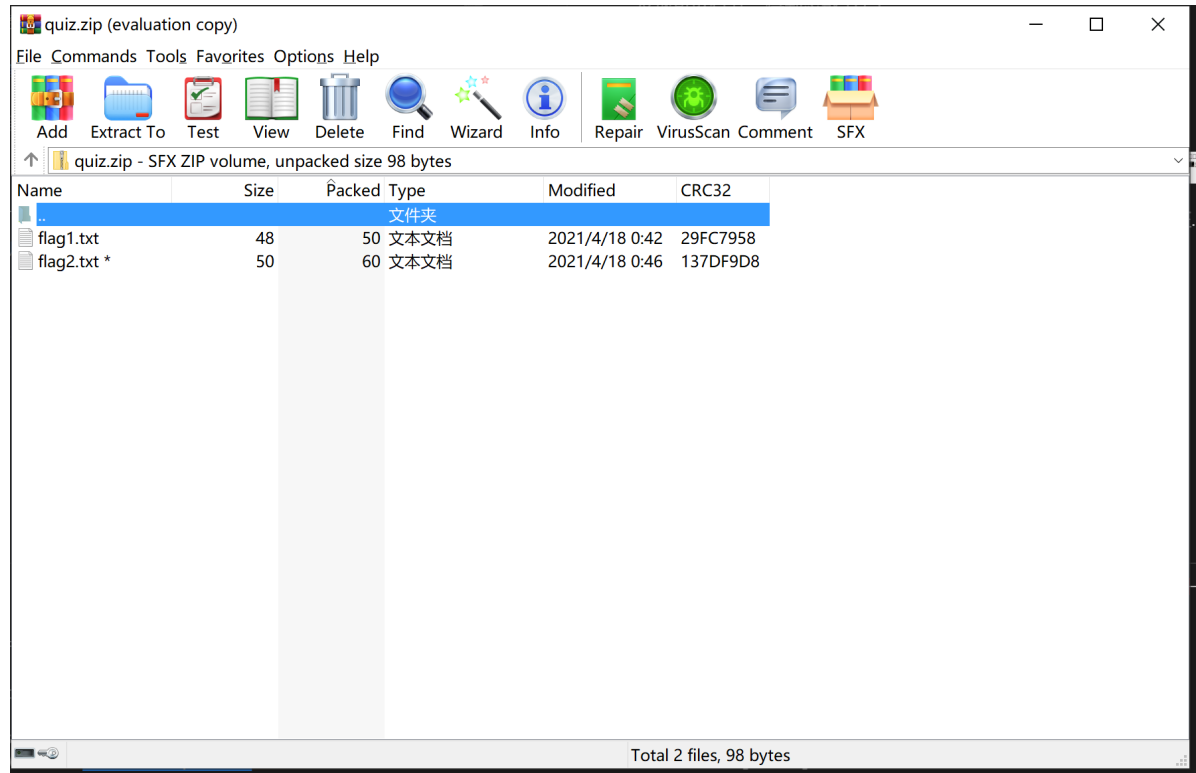 quiz.zip (evaluation copy)
File Commands Tools Favorites Options Help
Add Extract To Test View Delete Find Wizard Info Repair VirusScan Comment SFX
quiz.zip - SFX ZIP volume, unpacked size 98 bytes
Name Size Packed Type Modified CRC32
.. 文件夹
flag1.txt 48 50 文本文档 2021/4/18 0:42 29FC7958
flag2.txt * 50 60 文本文档 2021/4/18 0:46 137DF9D8
Total 2 files, 98 bytes